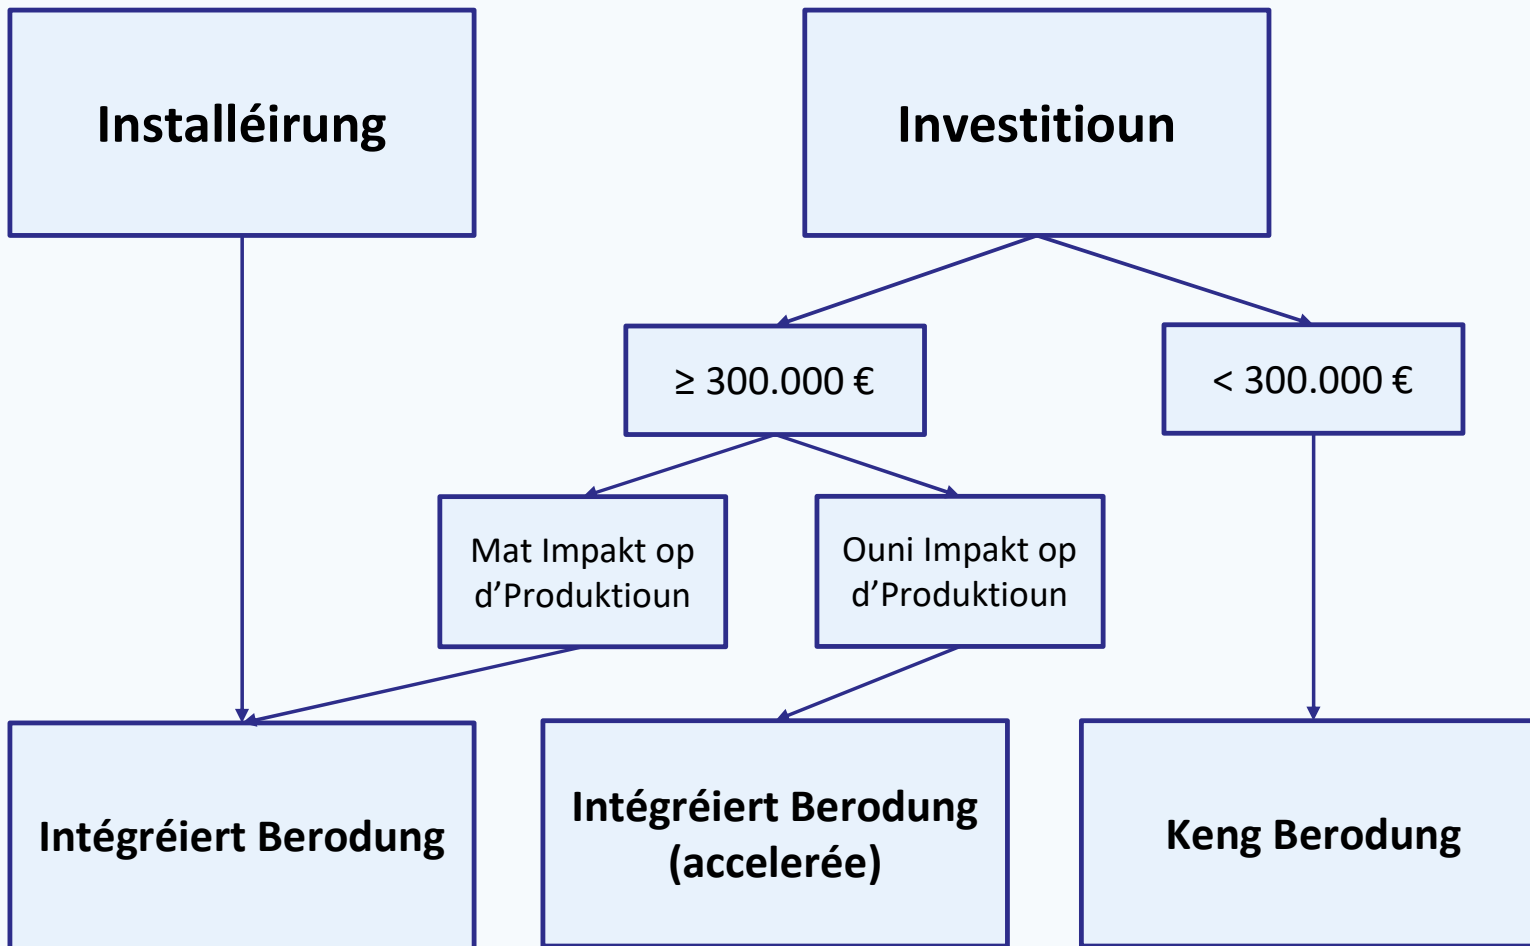 Installéirung
Investitioun
≥ 300.000 €
< 300.000 €
Mat Impakt op
d’Produktioun
Ouni Impakt op
d’Produktioun
Intégréiert Berodung
Intégréiert Berodung
(accelerée)
Keng Berodung